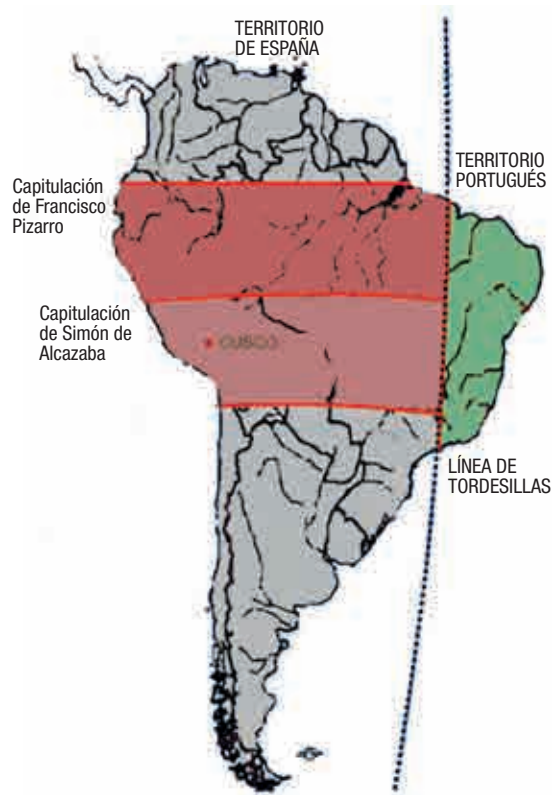 TERRITORIO
DE ESPAÑA
TERRITORIO
PORTUGUÉS
Capitulación
de Francisco
Pizarro
Capitulación
de Simón de
Alcazaba
CUSCO
LÍNEA DE
TORDESILLAS